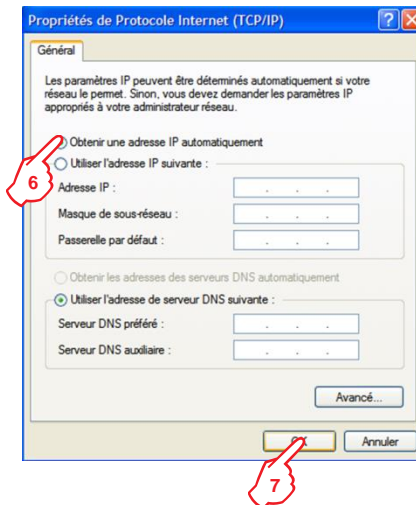 Propriétés de Protocole Internet (TCP/IP)
Général
Les paramètres IP peuvent être déterminés automatiquement si votre
réseau le permet. Sinon, vous devez demander les paramètres IP
appropriés à votre administrateur réseau.
Obtenir une adresse IP automatiquement
Utiliser l'adresse IP suivante :
6
Adresse IP :
Masque de sous-réseau :
Passerelle par défaut :
Obtenir les adresses des serveurs DNS automatiquement
Utiliser l'adresse de serveur DNS suivante :
Serveur DNS préféré :
Serveur DNS auxiliaire :
Avancé...
OK
Annuler
7